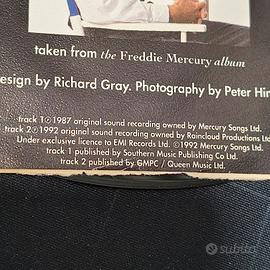 taken from the Freddie Mercury album
esign by Richard Gray. Photography by Peter Hin
track 1 ℗1987 original sound recording owned by Mercury Songs Ltd.
track 2 ℗1992 original sound recording owned by Raincloud Productions Ltd.
Under exclusive licence to EMI Records Ltd. ©1992 Mercury Songs Ltd.
track 1 published by Southern Music Publishing Co Ltd.
track 2 published by GMPC / Queen Music Ltd.
subito